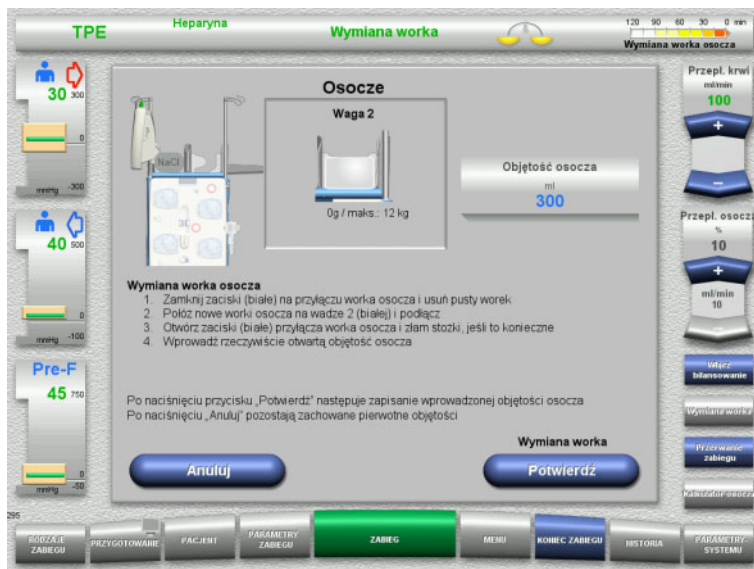 TPE
Heparyna
Wymiana worka
120 90 60 30 0 min
Wymiana worka osocza
30 300
0
mmHg -300
40 500
0
mmHg -100
Pre-F
45 750
0
mmHg -50
Osocze
Waga 2
NaCl
0g / maks.: 12 kg
Objętość osocza
ml
300
Wymiana worka osocza
1. Zamknij zaciski (białe) na przyłączu worka osocza i usuń pusty worek
2. Połóż nowe worki osocza na wadze 2 (białej) i podłącz
3. Otwórz zaciski (białe) przyłącza worka osocza i złam stożki, jeśli to konieczne
4. Wprowadź rzeczywiście otwartą objętość osocza
Po naciśnięciu przycisku „Potwierdź” następuje zapisanie wprowadzonej objętości osocza
Po naciśnięciu „Anuluj” pozostają zachowane pierwotne objętości
Anuluj
Wymiana worka
Potwierdź
Przepł. krwi
ml/min
100
+
−
Przepł. osocza
%
10
+
ml/min
10
−
Włącz
bilansowanie
Wymiana worka
Przerwanie
zabiegu
Kalkulator osocza
295
RODZAJE
ZABIEGU
PRZYGOTOWANIE
PACJENT
PARAMETRY
ZABIEGU
ZABIEG
MENU
KONIEC ZABIEGU
HISTORIA
PARAMETRY
SYSTEMU